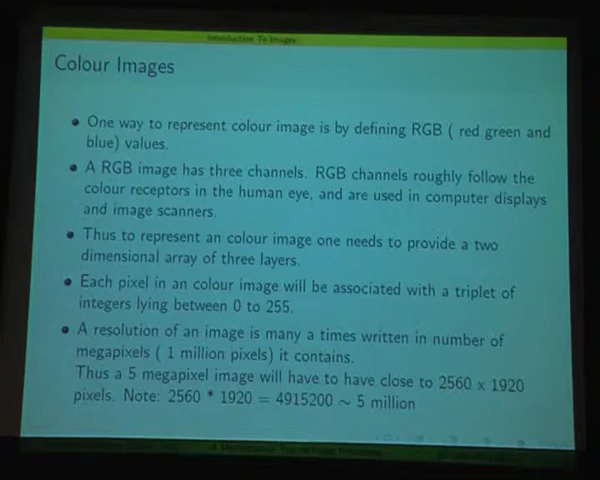 Introduction To Images
Colour Images
One way to represent colour image is by defining RGB ( red green and
blue) values.
A RGB image has three channels. RGB channels roughly follow the
colour receptors in the human eye, and are used in computer displays
and image scanners.
Thus to represent an colour image one needs to provide a two
dimensional array of three layers.
Each pixel in an colour image will be associated with a triplet of
integers lying between 0 to 255.
A resolution of an image is many a times written in number of
megapixels ( 1 million pixels) it contains.
Thus a 5 megapixel image will have to have close to 2560 x 1920
pixels. Note: 2560 * 1920 = 4915200 ~ 5 million